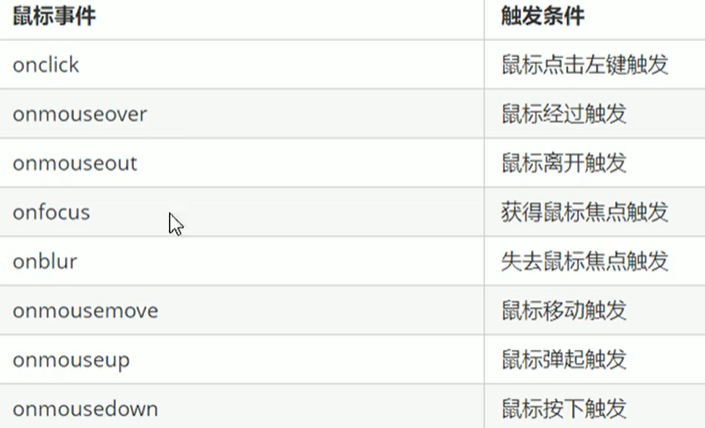 鼠标事件 触发条件
onclick 鼠标点击左键触发
onmouseover 鼠标经过触发
onmouseout 鼠标离开触发
onfocus 获得鼠标焦点触发
onblur 失去鼠标焦点触发
onmousemove 鼠标移动触发
onmouseup 鼠标弹起触发
onmousedown 鼠标按下触发